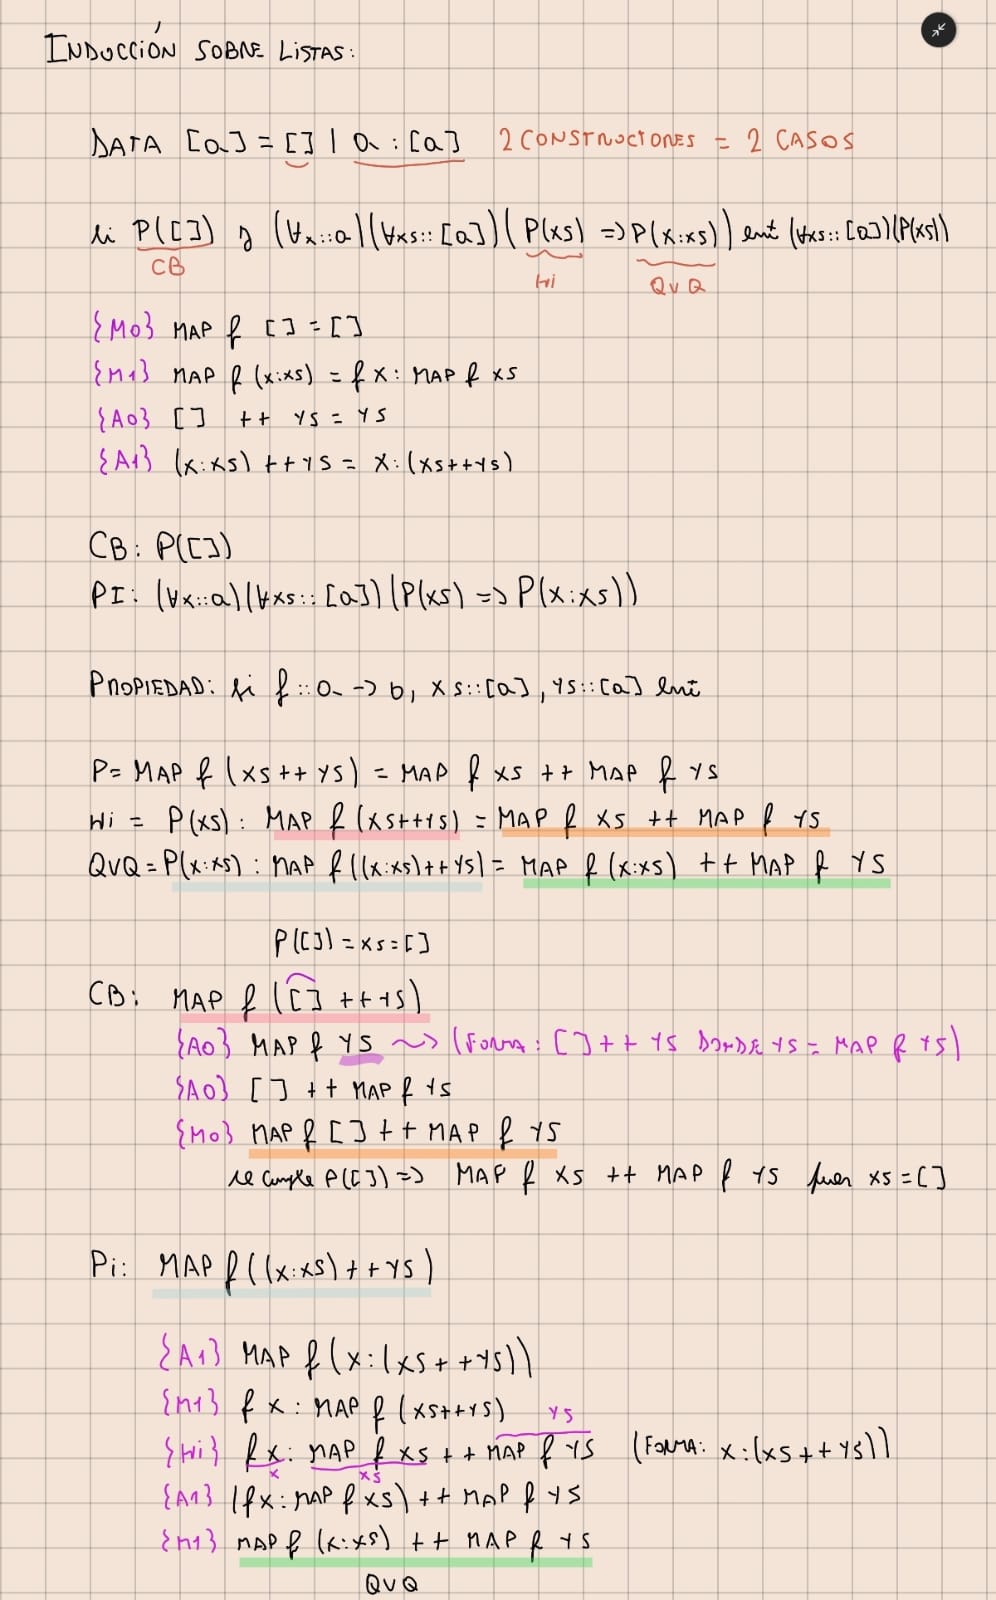 INDUCCIÓN SOBRE LISTAS:
DATA [a] = [] | a : [a] 2 CONSTRUCTORES = 2 CASOS
si P([]) y (∀x::a)(∀xs::[a])(P(xs) => P(x:xs)) ent (∀xs::[a])(P(xs))
CB Hi QVQ
{M0} MAP f [] = []
{M1} MAP f (x:xs) = f x : MAP f xs
{A0} [] ++ ys = ys
{A1} (x:xs) ++ ys = x:(xs++ys)
CB: P([])
PI: (∀x::a)(∀xs::[a])(P(xs) => P(x:xs))
PROPIEDAD: si f::a -> b, xs::[a], ys::[a] ent
P= MAP f (xs++ys) = MAP f xs ++ MAP f ys
Hi = P(xs): MAP f (xs++ys) = MAP f xs ++ MAP f ys
QVQ = P(x:xs): MAP f ((x:xs)++ys) = MAP f (x:xs) ++ MAP f ys
P([]) = xs=[]
CB: MAP f ([] ++ys)
{A0} MAP f ys ~> (FORMA: []++ ys DONDE ys = MAP f ys)
{A0} [] ++ MAP f ys
{M0} MAP f [] ++ MAP f ys
se cumple P([]) => MAP f xs ++ MAP f ys xs=[]
Pi: MAP f((x:xs)++ys)
{A1} MAP f(x:(xs++ys))
{M1} f x : MAP f (xs++ys) ys
{Hi} fx: MAP f xs ++ MAP f ys (FORMA: x:(xs++ys))
x xs
{A1} (fx: MAP f xs) ++ MAP f ys
{M1} MAP f (x:xs) ++ MAP f ys
QVQ